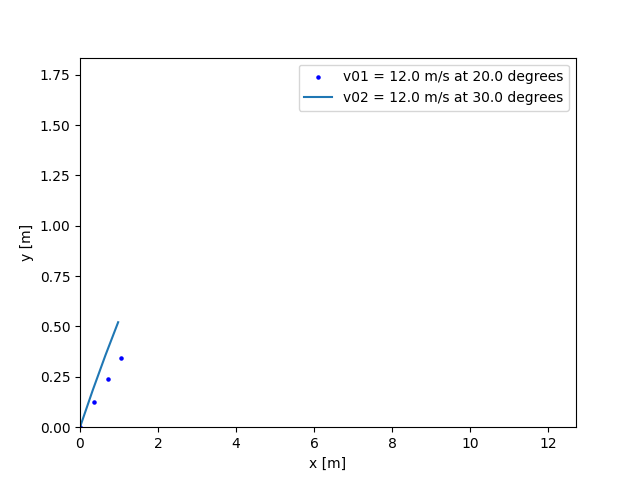 v01 = 12.0 m/s at 20.0 degrees
v02 = 12.0 m/s at 30.0 degrees
1.75
1.50
1.25
1.00
0.75
0.50
0.25
0.00
y [m]
0 2 4 6 8 10 12
x [m]